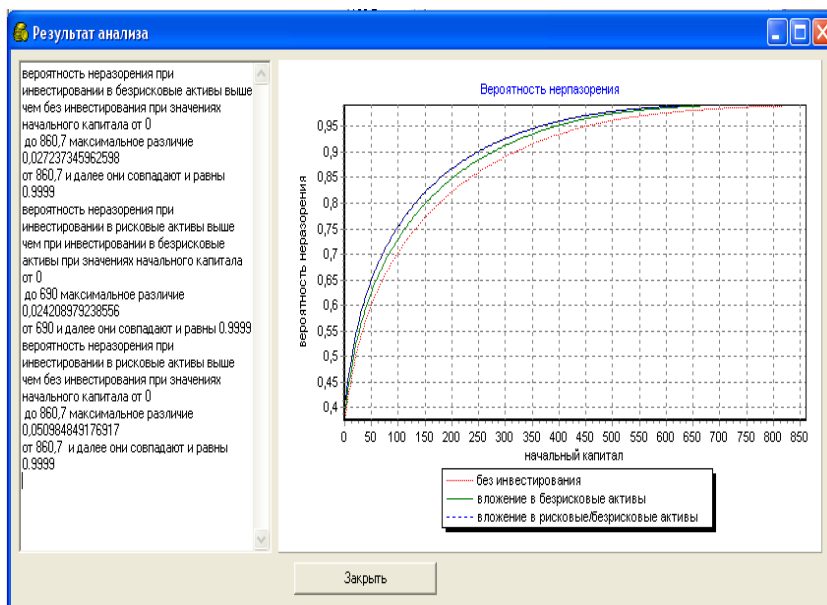 Результат анализа
вероятность неразорения при
инвестировании в безрисковые активы выше
чем без инвестирования при значениях
начального капитала от 0
до 860,7 максимальное различие
0,027237345962598
от 860,7 и далее они совпадают и равны
0.9999
вероятность неразорения при
инвестировании в рисковые активы выше
чем при инвестировании в безрисковые
активы при значениях начального капитала
от 0
до 690 максимальное различие
0,024208979238556
от 690 и далее они совпадают и равны 0.9999
вероятность неразорения при
инвестировании в рисковые активы выше
чем без инвестирования при значениях
начального капитала от 0
до 860,7 максимальное различие
0,050984849176917
от 860,7 и далее они совпадают и равны
0.9999
Вероятность нерпазорения
вероятность неразорения
0,95
0,9
0,85
0,8
0,75
0,7
0,65
0,6
0,55
0,5
0,45
0,4
0 50 100 150 200 250 300 350 400 450 500 550 600 650 700 750 800 850
начальный капитал
без инвестирования
вложение в безрисковые активы
вложение в рисковые/безрисковые активы
Закрыть